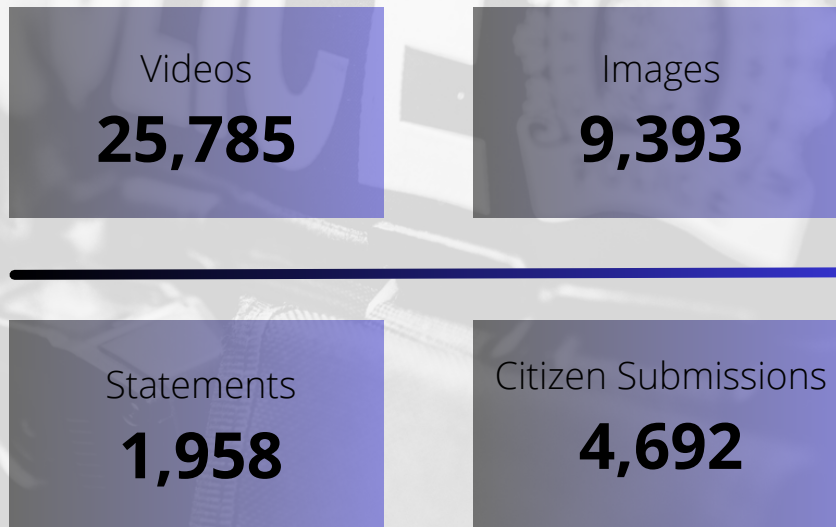 Videos
25,785
Images
9,393
Statements
1,958
Citizen Submissions
4,692